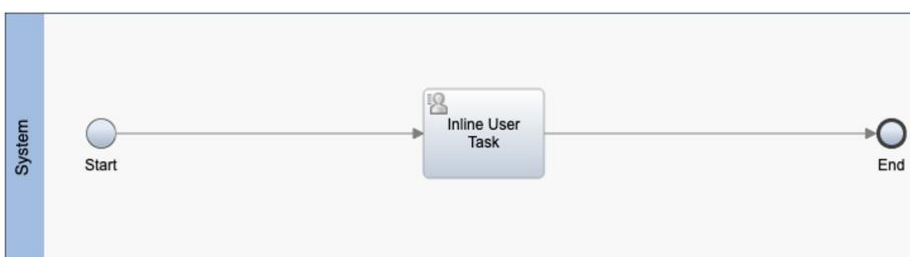 System
Start
Inline User
Task
End